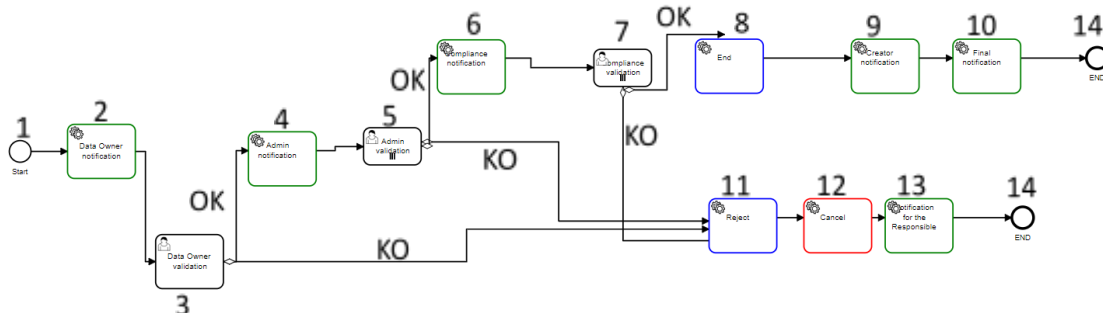 1
Start
2
Data Owner
notification
3
Data Owner
validation
OK
KO
4
Admin
notification
5
Admin
validation
OK
KO
6
Compliance
notification
7
Compliance
validation
OK
KO
8
End
9
Creator
notification
10
Final
notification
14
END
11
Reject
12
Cancel
13
Notification
for the
Responsible
14
END